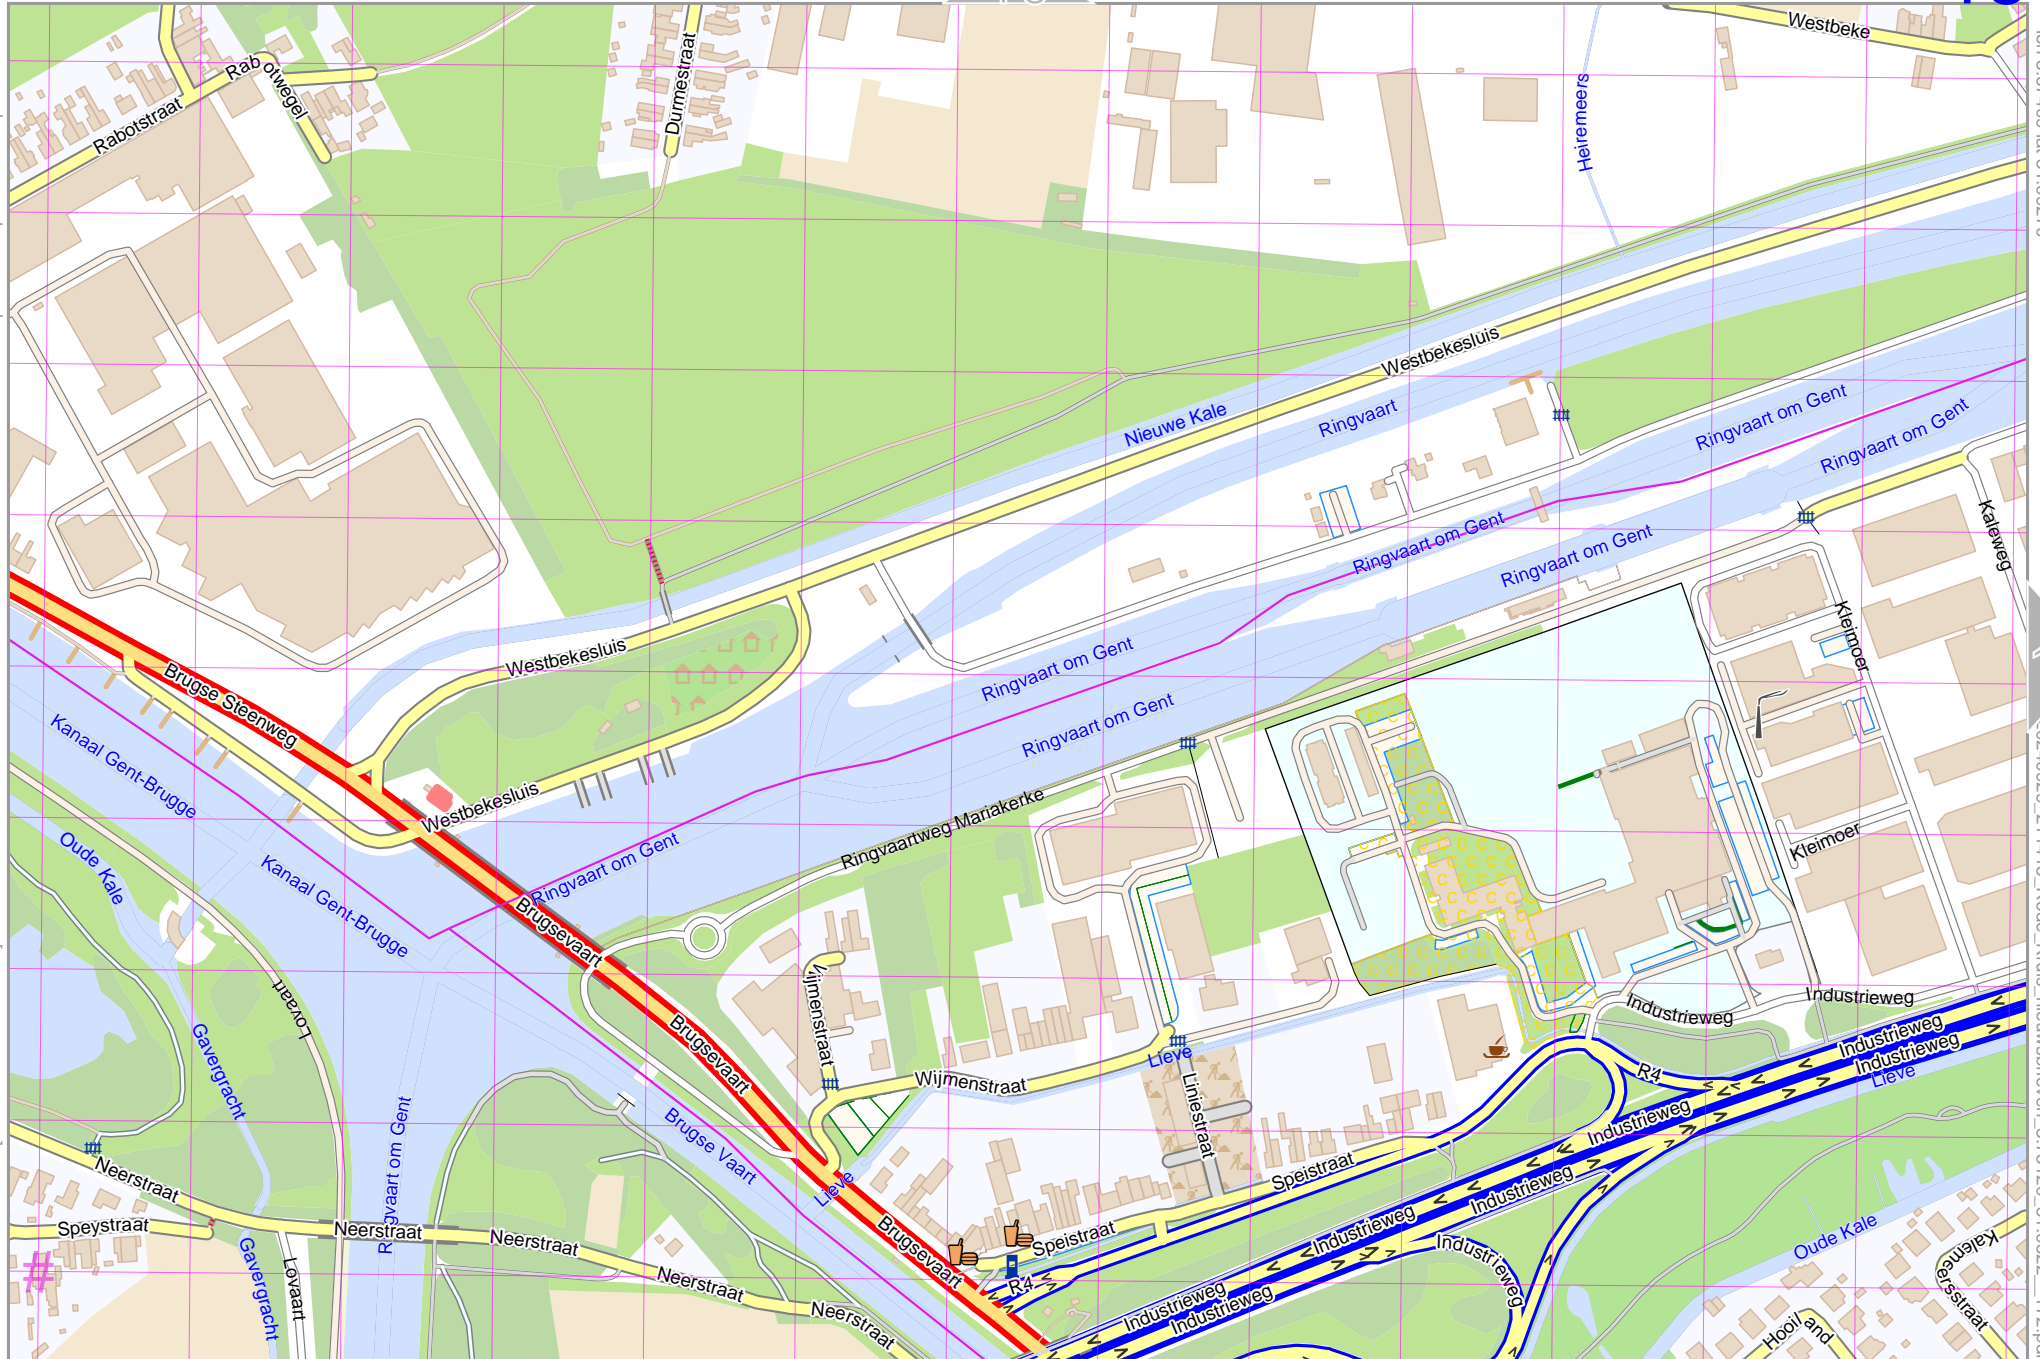 Westbeke
Rabotwegel
Durmestraat
Rabotstraat
Heiremeers
Westbekesluis
Nieuwe Kale
Ringvaart
Ringvaart om Gent
Ringvaart om Gent
Ringvaart om Gent
Ringvaart om Gent
Kaleweg
Kleimoer
Westbekesluis
Brugse Steenweg
Ringvaart om Gent
Ringvaart om Gent
Kanaal Gent-Brugge
Westbekesluis
Ringvaartweg Mariakerke
Kleimoer
Oude Kale
Kanaal Gent-Brugge
Ringvaart om Gent
Brugsevaart
Lovaart
Wijmenstraat
Industrieweg
Industrieweg
Gavergracht
Brugsevaart
Industrieweg
Industrieweg
Lieve
Lieve
R4
Wijmenstraat
Liniestraat
Industrieweg
Ringvaart om Gent
Brugse Vaart
Lieve
Neerstraat
Speistraat
Industrieweg
Speystraat
Neerstraat
Neerstraat
Brugsevaart
Speistraat
Industrieweg
Industrieweg
Oude Kale
Kalemeersstraat
Gavergracht
Lovaart
Neerstraat
Neerstraat
R4
Industrieweg
Industrieweg
Hooiland
#